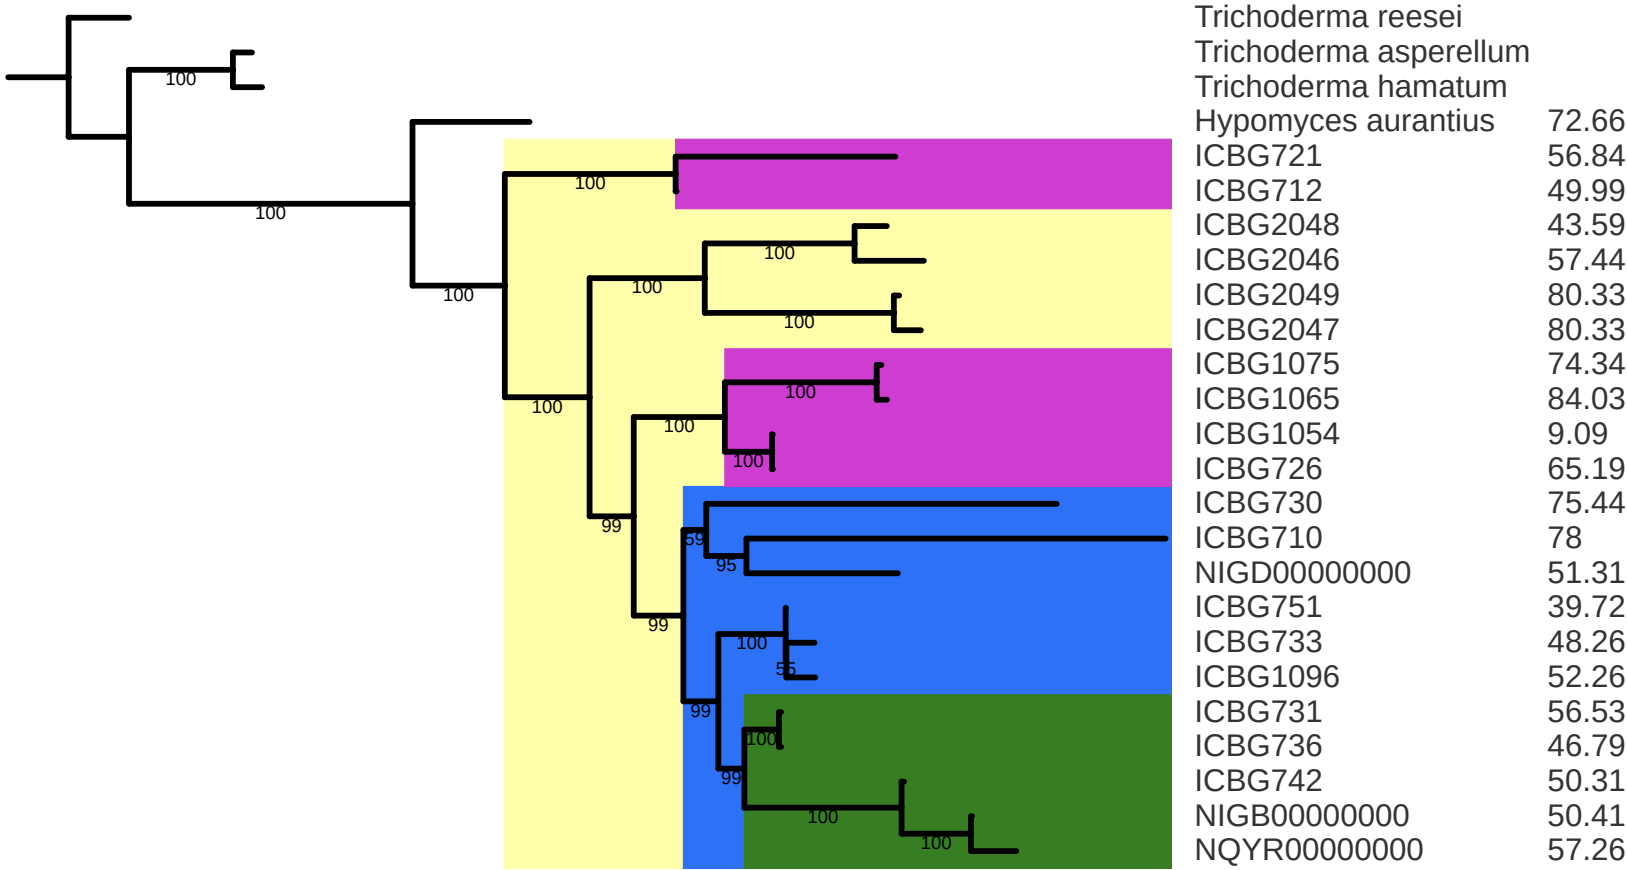 Trichoderma reesei
Trichoderma asperellum
100
Trichoderma hamatum
Hypomyces aurantius 72.66
ICBG721 56.84
100
ICBG712 49.99
100
ICBG2048 43.59
100
ICBG2046 57.44
100
100
ICBG2049 80.33
100
ICBG2047 80.33
ICBG1075 74.34
100
ICBG1065 84.03
100
100
ICBG1054 9.09
100
ICBG726 65.19
ICBG730 75.44
99
59
ICBG710 78
95
NIGD00000000 51.31
ICBG751 39.72
99
100
ICBG733 48.26
55
ICBG1096 52.26
99
ICBG731 56.53
100
ICBG736 46.79
99
ICBG742 50.31
100
NIGB00000000 50.41
100
NQYR00000000 57.26